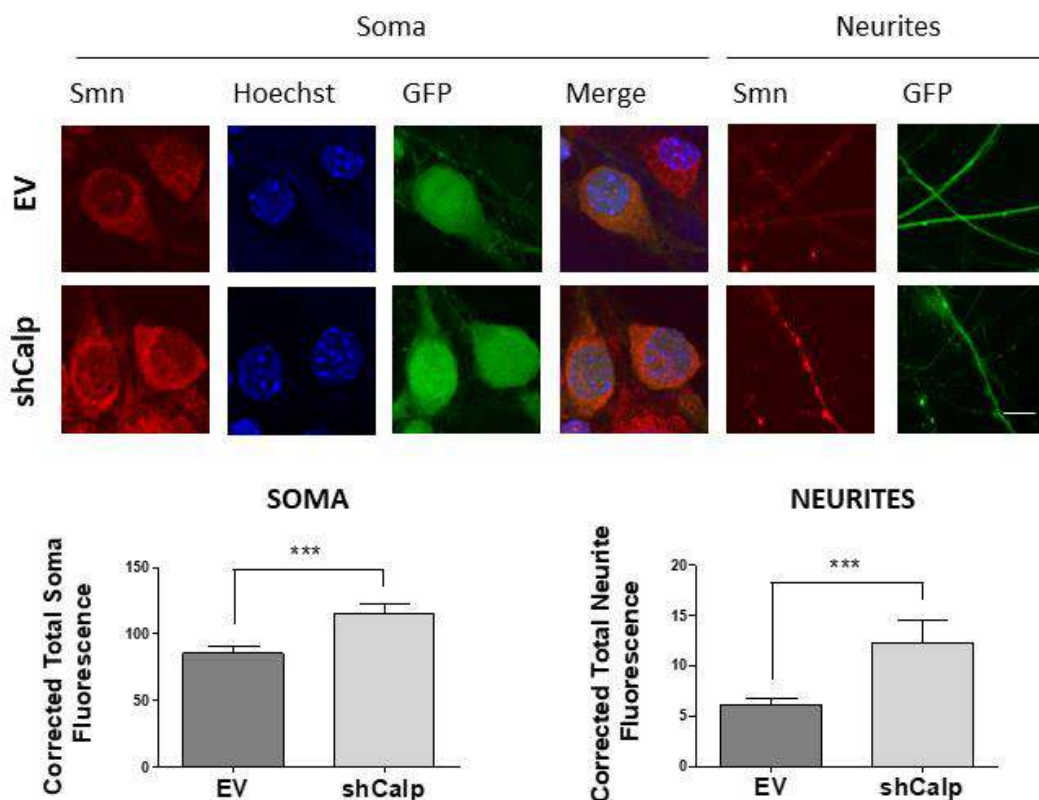 Soma Neurites
Smn Hoechst GFP Merge Smn GFP
EV
shCalp
SOMA
***
Corrected Total Soma
Fluorescence
150
100
50
0
EV shCalp
NEURITES
***
Corrected Total Neurite
Fluorescence
20
15
10
5
0
EV shCalp